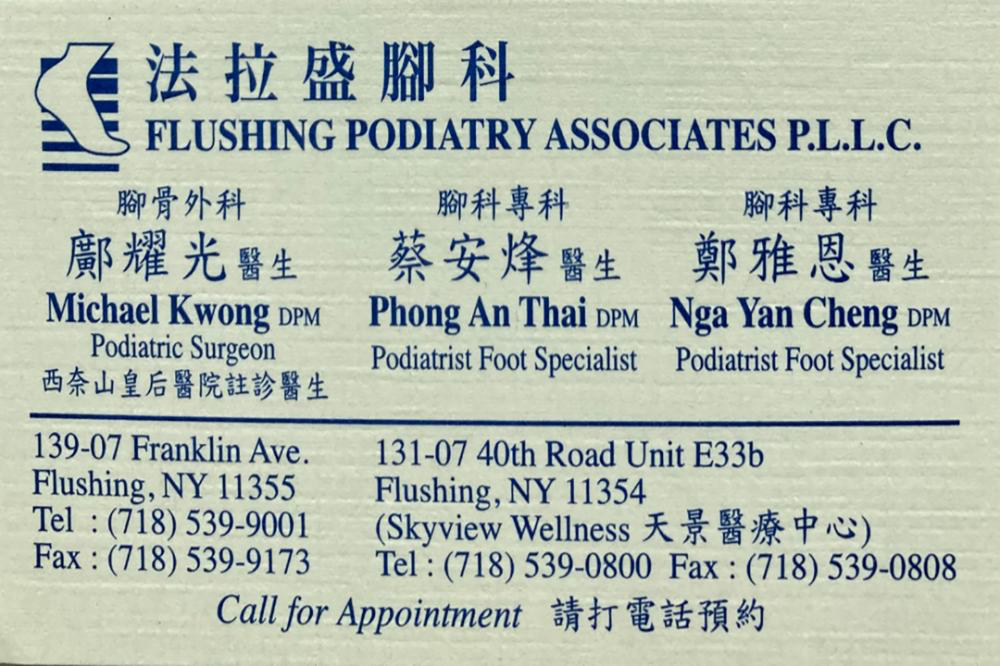 法拉盛腳科
FLUSHING PODIATRY ASSOCIATES P.L.L.C.
腳骨外科
鄺耀光醫生
Michael Kwong DPM
Podiatric Surgeon
西奈山皇后醫院註診醫生
腳科專科
蔡安烽醫生
Phong An Thai DPM
Podiatrist Foot Specialist
腳科專科
鄭雅恩醫生
Nga Yan Cheng DPM
Podiatrist Foot Specialist
139-07 Franklin Ave.
Flushing, NY 11355
Tel : (718) 539-9001
Fax : (718) 539-9173
131-07 40th Road Unit E33b
Flushing, NY 11354
(Skyview Wellness 天景醫療中心)
Tel : (718) 539-0800 Fax : (718) 539-0808
Call for Appointment 請打電話預約